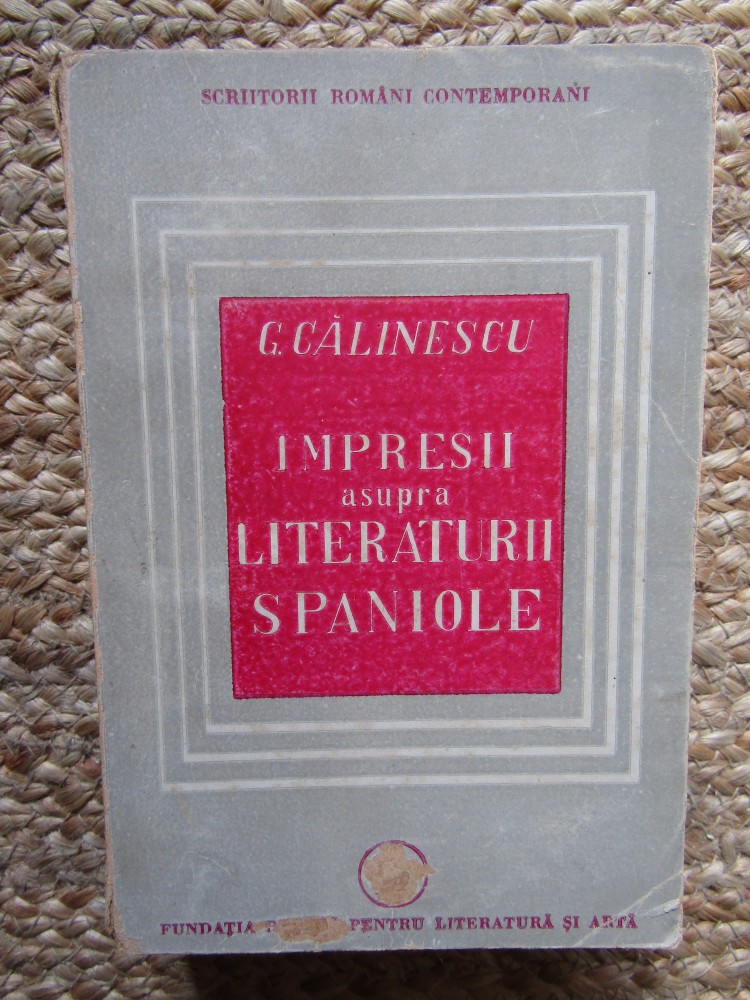 SCRIITORII ROMÂNI CONTEMPORANI
G. CĂLINESCU
IMPRESII
asupra
LITERATURII
SPANIOLE
FUNDAȚIA PENTRU LITERATURĂ ȘI ARTĂ